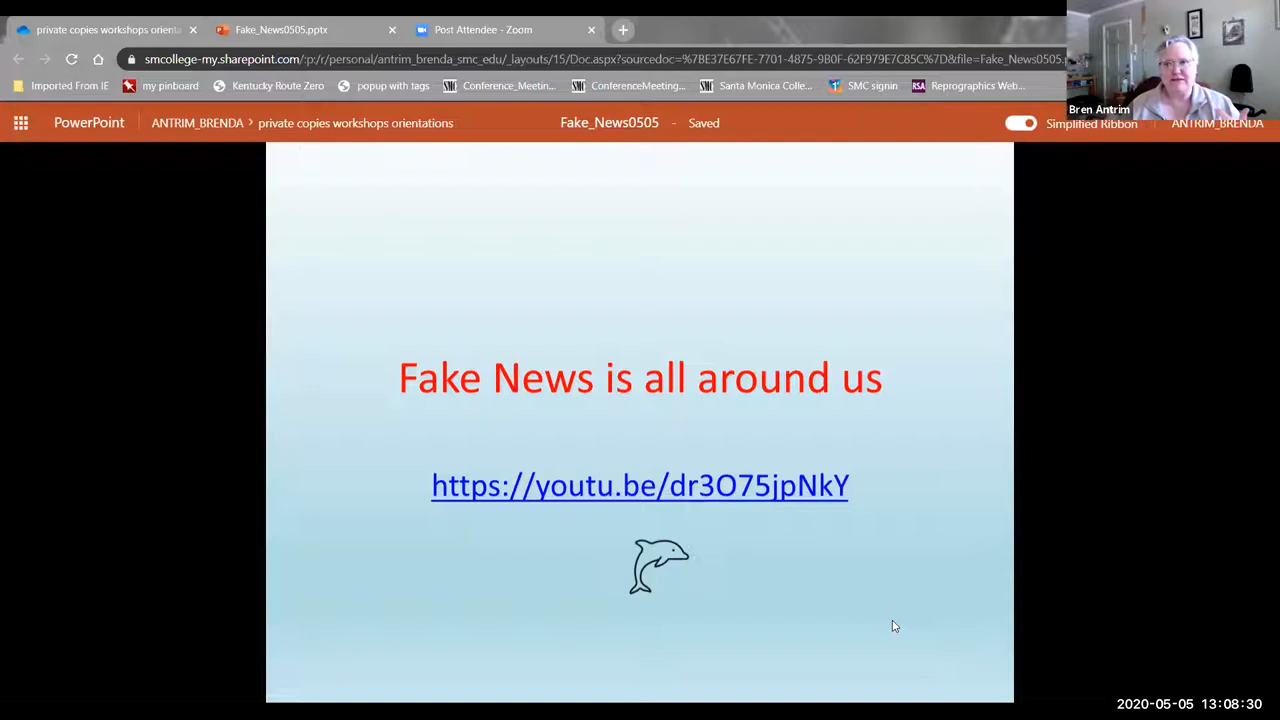 private copies workshops orienta
Fake_News0505.pptx
Post Attendee - Zoom
smcollege-my.sharepoint.com/:p:/r/personal/antrim_brenda_smc_edu/_layouts/15/Doc.aspx?sourcedoc=%7BE37E67FE-7701-4875-9B0F-62F979E7C85C%7D&file=Fake_News0505.
Imported From IE
my pinboard
Kentucky Route Zero
popup with tags
Conference_Meeting...
ConferenceMeeting...
Santa Monica Colle...
SMC signin
Reprographics Web...
Bren Antrim
PowerPoint
ANTRIM_BRENDA > private copies workshops orientations
Fake_News0505 - Saved
Simplified Ribbon
ANTRIM_BRENDA
Fake News is all around us
https://youtu.be/dr3O75jpNkY
2020-05-05 13:08:30